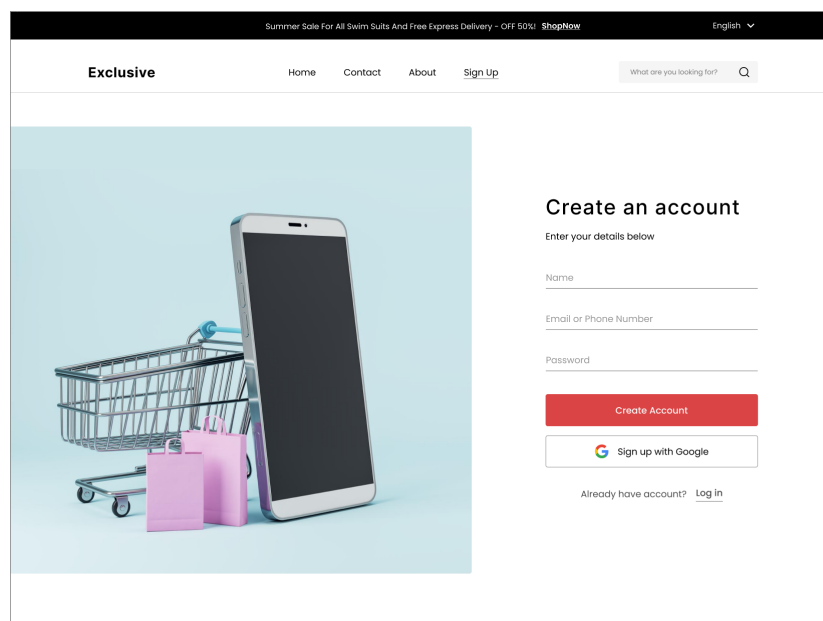 Summer Sale For All Swim Suits And Free Express Delivery - OFF 50%! ShopNow English
Exclusive Home Contact About Sign Up What are you looking for?
Create an account
Enter your details below
Name
Email or Phone Number
Password
Create Account
Sign up with Google
Already have account? Log in